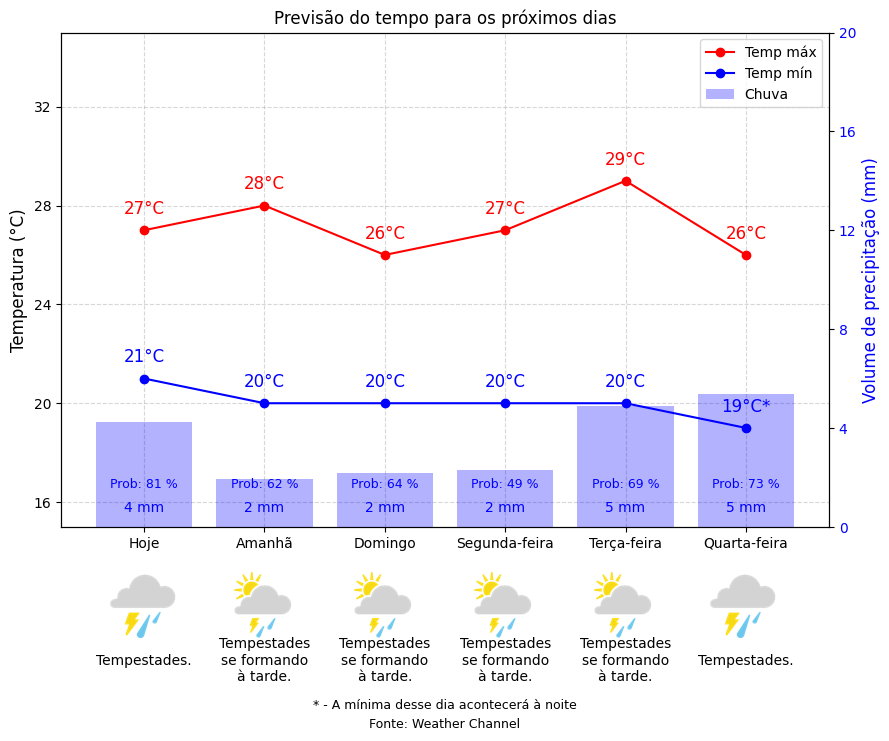 Previsão do tempo para os próximos dias
Temp máx
Temp mín
Chuva
Temperatura (°C)
Volume de precipitação (mm)
32
28
24
20
16
20
16
12
8
4
0
27°C
28°C
26°C
27°C
29°C
26°C
21°C
20°C
20°C
20°C
20°C
19°C*
Prob: 81 %
Prob: 62 %
Prob: 64 %
Prob: 49 %
Prob: 69 %
Prob: 73 %
4 mm
2 mm
2 mm
2 mm
5 mm
5 mm
Hoje
Amanhã
Domingo
Segunda-feira
Terça-feira
Quarta-feira
Tempestades.
Tempestades
se formando
à tarde.
Tempestades
se formando
à tarde.
Tempestades
se formando
à tarde.
Tempestades
se formando
à tarde.
Tempestades.
* - A mínima desse dia acontecerá à noite
Fonte: Weather Channel